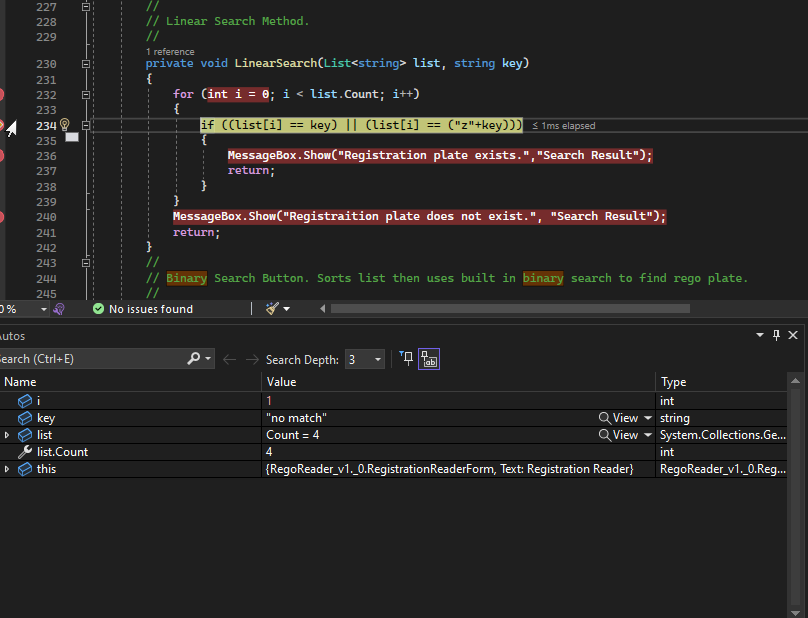 227 //
228 // Linear Search Method.
229 //
1 reference
230 private void LinearSearch(List<string> list, string key)
231 {
232 for (int i = 0; i < list.Count; i++)
233 {
234 if ((list[i] == key) || (list[i] == ("z"+key))) ≤ 1ms elapsed
235 {
236 MessageBox.Show("Registration plate exists.","Search Result");
237 return;
238 }
239 }
240 MessageBox.Show("Registraition plate does not exist.", "Search Result");
241 return;
242 }
243 //
244 // Binary Search Button. Sorts list then uses built in binary search to find rego plate.
245 //
0 % No issues found
Autos
Search (Ctrl+E) Search Depth: 3
Name Value Type
i 1 int
key "no match" View string
list Count = 4 View System.Collections.Ge...
list.Count 4 int
this {RegoReader_v1._0.RegistrationReaderForm, Text: Registration Reader} RegoReader_v1._0.Reg...